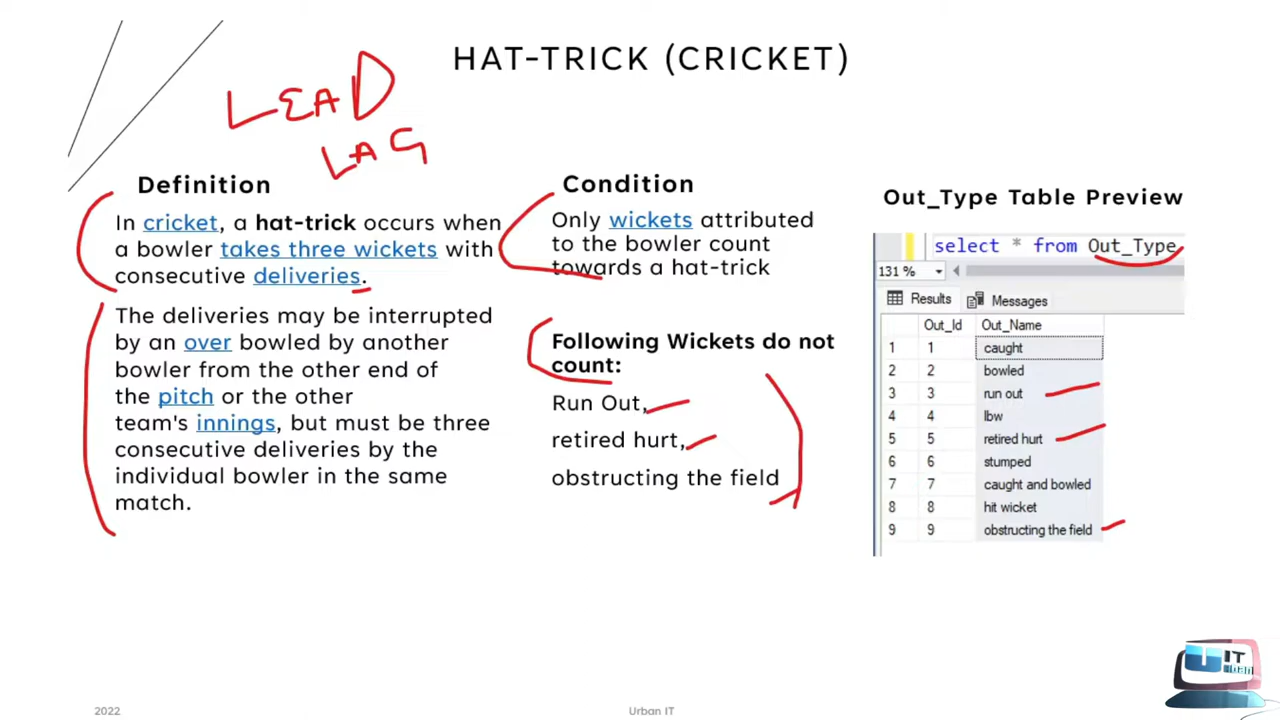 HAT-TRICK (CRICKET)
LEAD
LAG
Definition
In cricket, a hat-trick occurs when
a bowler takes three wickets with
consecutive deliveries.
The deliveries may be interrupted
by an over bowled by another
bowler from the other end of
the pitch or the other
team's innings, but must be three
consecutive deliveries by the
individual bowler in the same
match.
Condition
Only wickets attributed
to the bowler count
towards a hat-trick
Following Wickets do not
count:
Run Out,
retired hurt,
obstructing the field
Out_Type Table Preview
select * from Out_Type
131 %
Results Messages
Out_Id Out_Name
1 1 caught
2 2 bowled
3 3 run out
4 4 lbw
5 5 retired hurt
6 6 stumped
7 7 caught and bowled
8 8 hit wicket
9 9 obstructing the field
2022
Urban IT
U IT